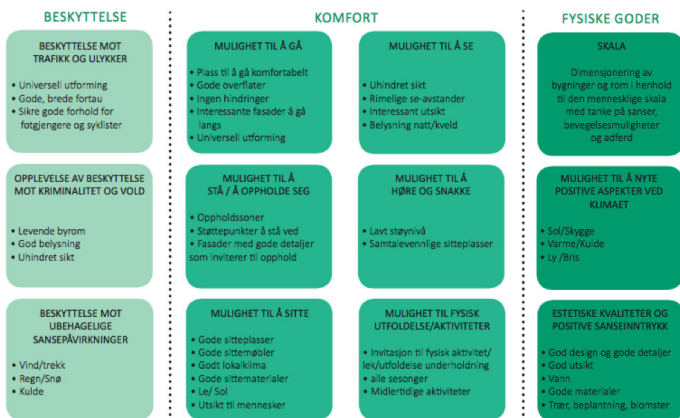 BESKYTTELSE
BESKYTTELSE MOT
TRAFIKK OG ULYKKER
• Universell utforming
• Gode, brede fortau
• Sikre gode forhold for
fotgjengere og syklister
OPPLEVELSE AV BESKYTTELSE
MOT KRIMINALITET OG VOLD
• Levende byrom
• God belysning
• Uhindret sikt
BESKYTTELSE MOT
UBEHAGELIGE
SANSEPÅVIRKNINGER
• Vind/trekk
• Regn/Snø
• Kulde
KOMFORT
MULIGHET TIL Å GÅ
• Plass til å gå komfortabelt
• Gode overflater
• Ingen hindringer
• Interessante fasader å gå
langs
• Universell utforming
MULIGHET TIL Å SE
• Uhindret sikt
• Rimelige se-avstander
• Interessant utsikt
• Belysning natt/kveld
MULIGHET TIL Å
STÅ / Å OPPHOLDE SEG
• Oppholdssoner
• Støttepunkter å stå ved
• Fasader med gode detaljer
som inviterer til opphold
MULIGHET TIL Å
HØRE OG SNAKKE
• Lavt støynivå
• Samtalevennlige sitteplasser
MULIGHET TIL Å SITTE
• Gode sitteplasser
• Gode sittemøbler
• Godt lokalklima
• Gode sittematerialer
• Le/ Sol
• Utsikt til mennesker
MULIGHET TIL FYSISK
UTFOLDELSE/AKTIVITETER
• Invitasjon til fysisk aktivitet/
lek/utfoldelse underholdning
• alle sesonger
• Midlertidige aktiviteter
FYSISKE GODER
SKALA
Dimensjonering av
bygninger og rom i henhold
til den mennesklige skala
med tanke på sanser,
bevegelsesmuligheter
og adferd
MULIGHET TIL Å NYTE
POSITIVE ASPEKTER VED
KLIMAET
• Sol/Skygge
• Varme/Kulde
• Ly /Bris
ESTETISKE KVALITETER OG
POSITIVE SANSEINNTRYKK
• God design og gode detaljer
• God utsikt
• Vann
• Gode materialer
• Trær, beplantning, blomster